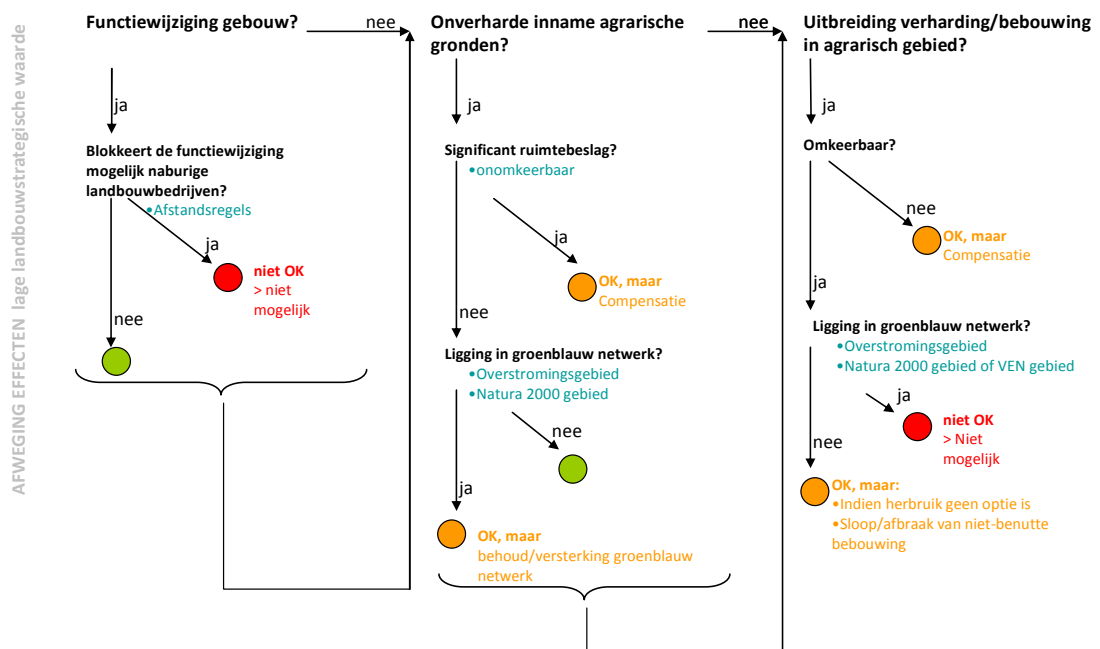 AFWEGING EFFECTEN lage landbouwstrategische waarde
Functiewijziging gebouw?
nee
ja
Blokkeert de functiewijziging
mogelijk naburige
landbouwbedrijven?
•Afstandsregels
ja
niet OK
> niet
mogelijk
nee
Onverharde inname agrarische
gronden?
nee
ja
Significant ruimtebeslag?
•onomkeerbaar
ja
OK, maar
Compensatie
nee
Ligging in groenblauw netwerk?
•Overstromingsgebied
•Natura 2000 gebied
nee
ja
OK, maar
behoud/versterking groenblauw
netwerk
Uitbreiding verharding/bebouwing
in agrarisch gebied?
ja
Omkeerbaar?
nee
OK, maar
Compensatie
ja
Ligging in groenblauw netwerk?
•Overstromingsgebied
•Natura 2000 gebied of VEN gebied
ja
niet OK
> Niet
mogelijk
nee
OK, maar:
•Indien herbruik geen optie is
•Sloop/afbraak van niet-benutte
bebouwing